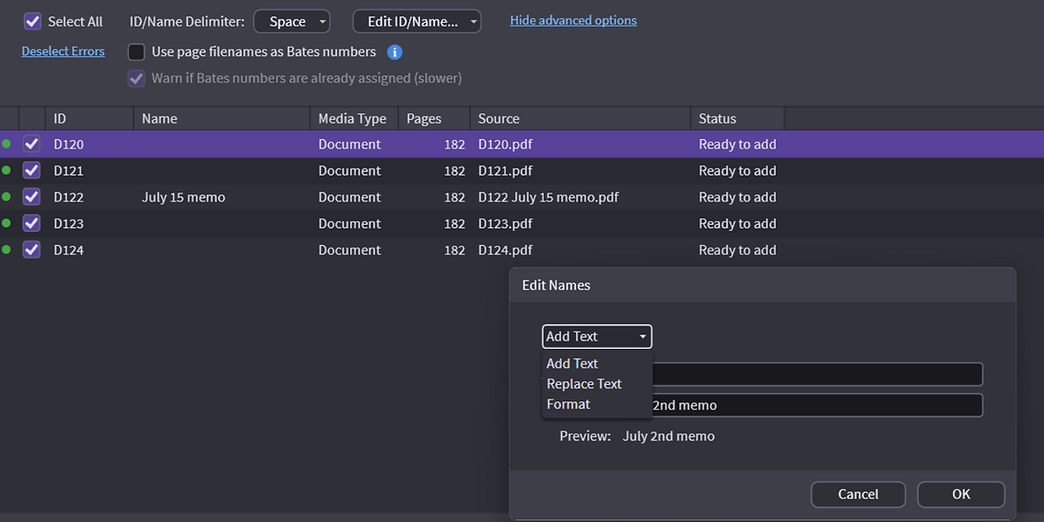 Select All ID/Name Delimiter: Space Edit ID/Name... Hide advanced options
Deselect Errors Use page filenames as Bates numbers i
Warn if Bates numbers are already assigned (slower)
ID Name Media Type Pages Source Status
D120 Document 182 D120.pdf Ready to add
D121 Document 182 D121.pdf Ready to add
D122 July 15 memo Document 182 D122 July 15 memo.pdf Ready to add
D123 Document 182 D123.pdf Ready to add
D124 Document 182 D124.pdf Ready to add
Edit Names
Add Text
Add Text
Replace Text
Format
2nd memo
Preview: July 2nd memo
Cancel OK